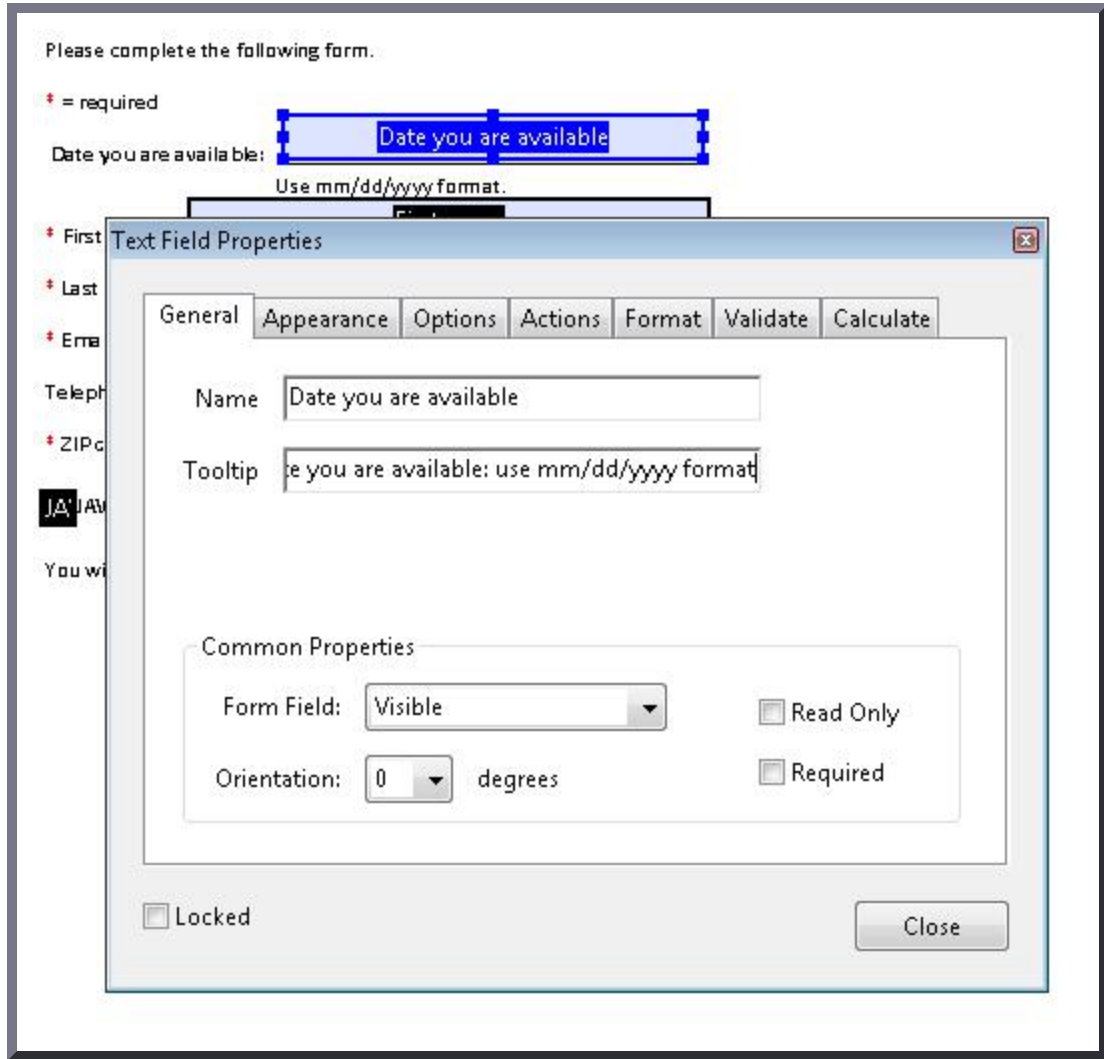 Please complete the following form.
* = required
Date you are available
Date you are available:
Use mm/dd/yyyy format.
* First
Text Field Properties
* Last
General Appearance Options Actions Format Validate Calculate
* Ema
Name Date you are available
Teleph
* ZIP c
Tooltip te you are available: use mm/dd/yyyy format
You wi
Common Properties
Form Field: Visible
Read Only
Orientation: 0 degrees
Required
Locked
Close